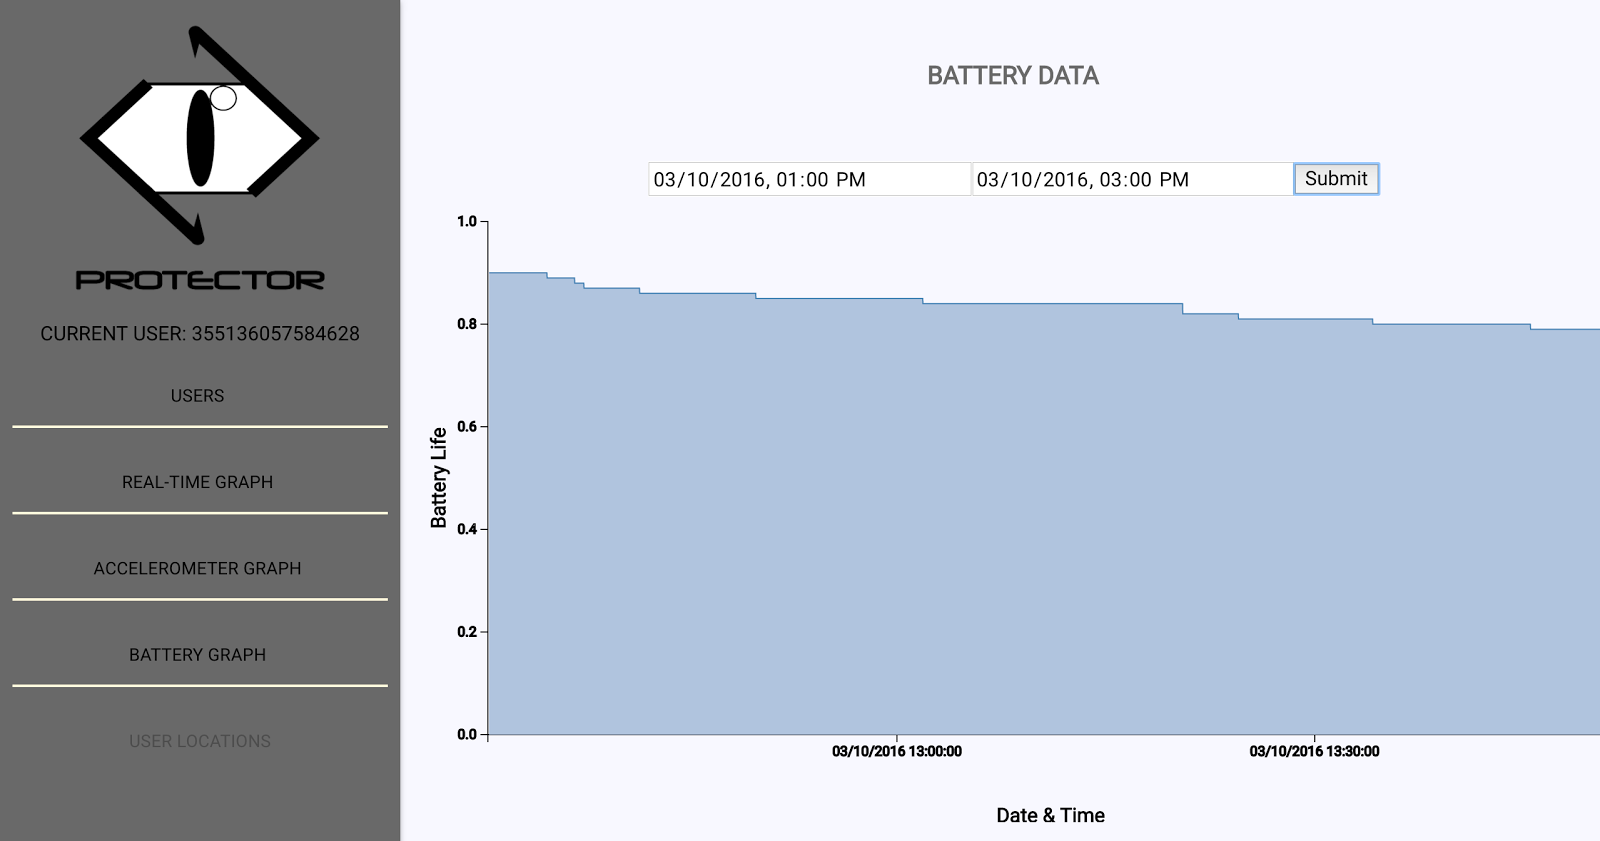 PROTECTOR
CURRENT USER: 355136057584628
USERS
REAL-TIME GRAPH
ACCELEROMETER GRAPH
BATTERY GRAPH
USER LOCATIONS
BATTERY DATA
03/10/2016, 01:00 PM 03/10/2016, 03:00 PM Submit
1.0
0.8
0.6
0.4
0.2
0.0
Battery Life
03/10/2016 13:00:00 03/10/2016 13:30:00
Date & Time